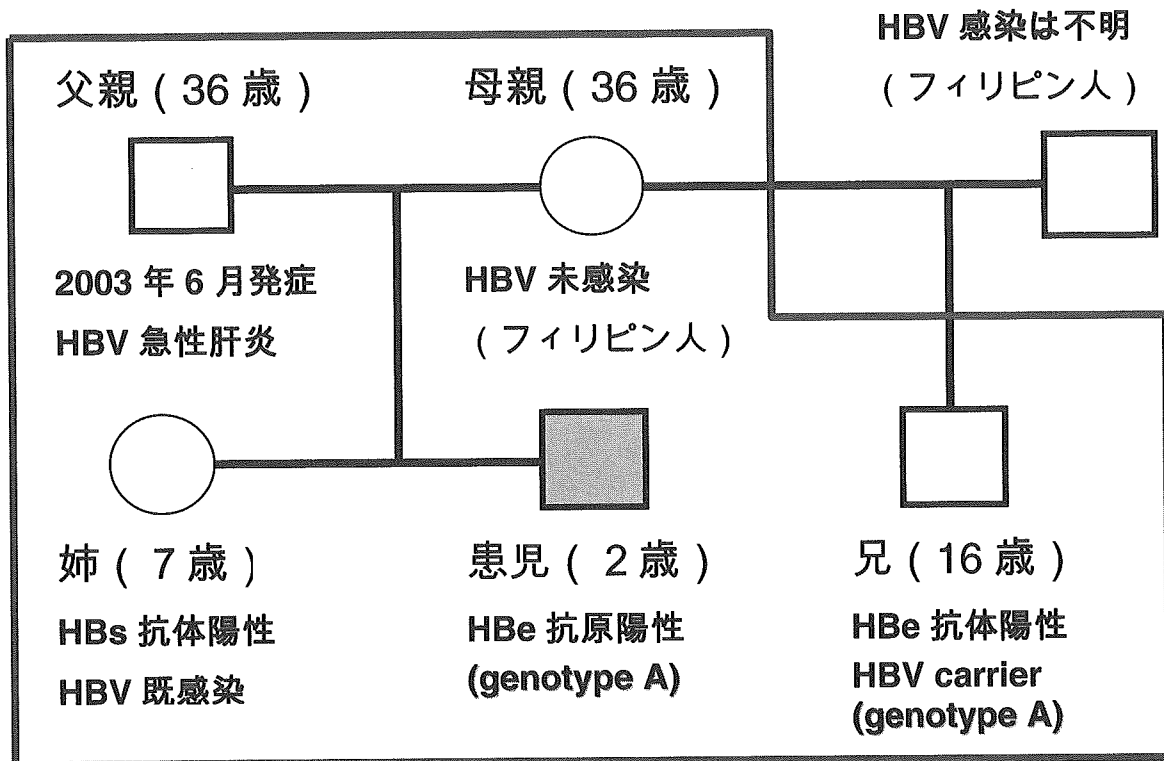 HBV 感染は不明
(フィリピン人)
父親 ( 36 歳 )
母親 ( 36 歳 )
2003 年 6 月発症
HBV 急性肝炎
HBV 未感染
(フィリピン人)
姉 ( 7 歳 )
HBs 抗体陽性
HBV 既感染
患児 ( 2 歳 )
HBe 抗原陽性
(genotype A)
兄 ( 16 歳 )
HBe 抗体陽性
HBV carrier
(genotype A)